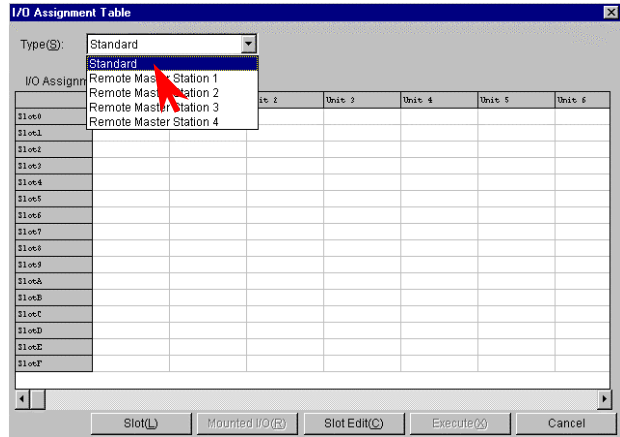 I/O Assignment Table
Type(S): Standard
Standard
Remote Master Station 1
Remote Master Station 2
Remote Master Station 3
Remote Master Station 4
I/O Assignm
Unit 3 Unit 4 Unit 5 Unit 6
Slot0
Slot1
Slot2
Slot3
Slot4
Slot5
Slot6
Slot7
Slot8
Slot9
SlotA
SlotB
SlotC
SlotD
SlotE
SlotF
Slot(L) Mounted I/O(R) Slot Edit(C) Execute(X) Cancel